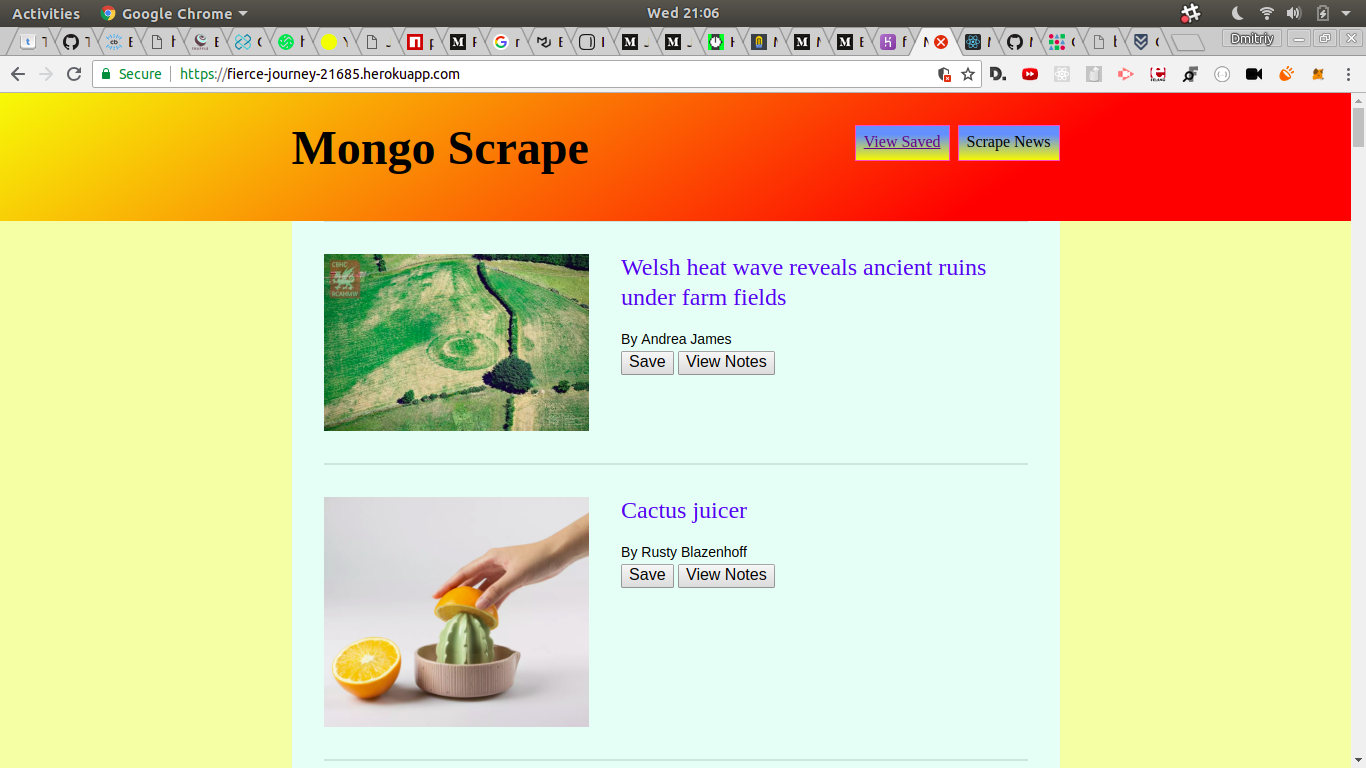 Activities Google Chrome Wed 21:06
Dmitriy
Secure https://fierce-journey-21685.herokuapp.com
Mongo Scrape
View Saved Scrape News
Welsh heat wave reveals ancient ruins
under farm fields
By Andrea James
Save View Notes
Cactus juicer
By Rusty Blazenhoff
Save View Notes